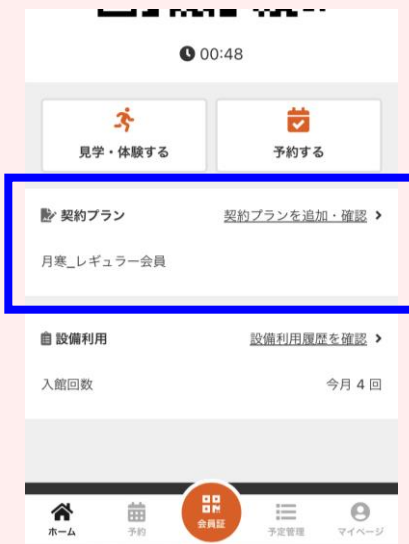 00:48
見学・体験する
予約する
契約プラン
契約プランを追加・確認
月寒_レギュラー会員
設備利用
設備利用履歴を確認
入館回数
今月 4 回
ホーム
予約
会員証
予定管理
マイページ